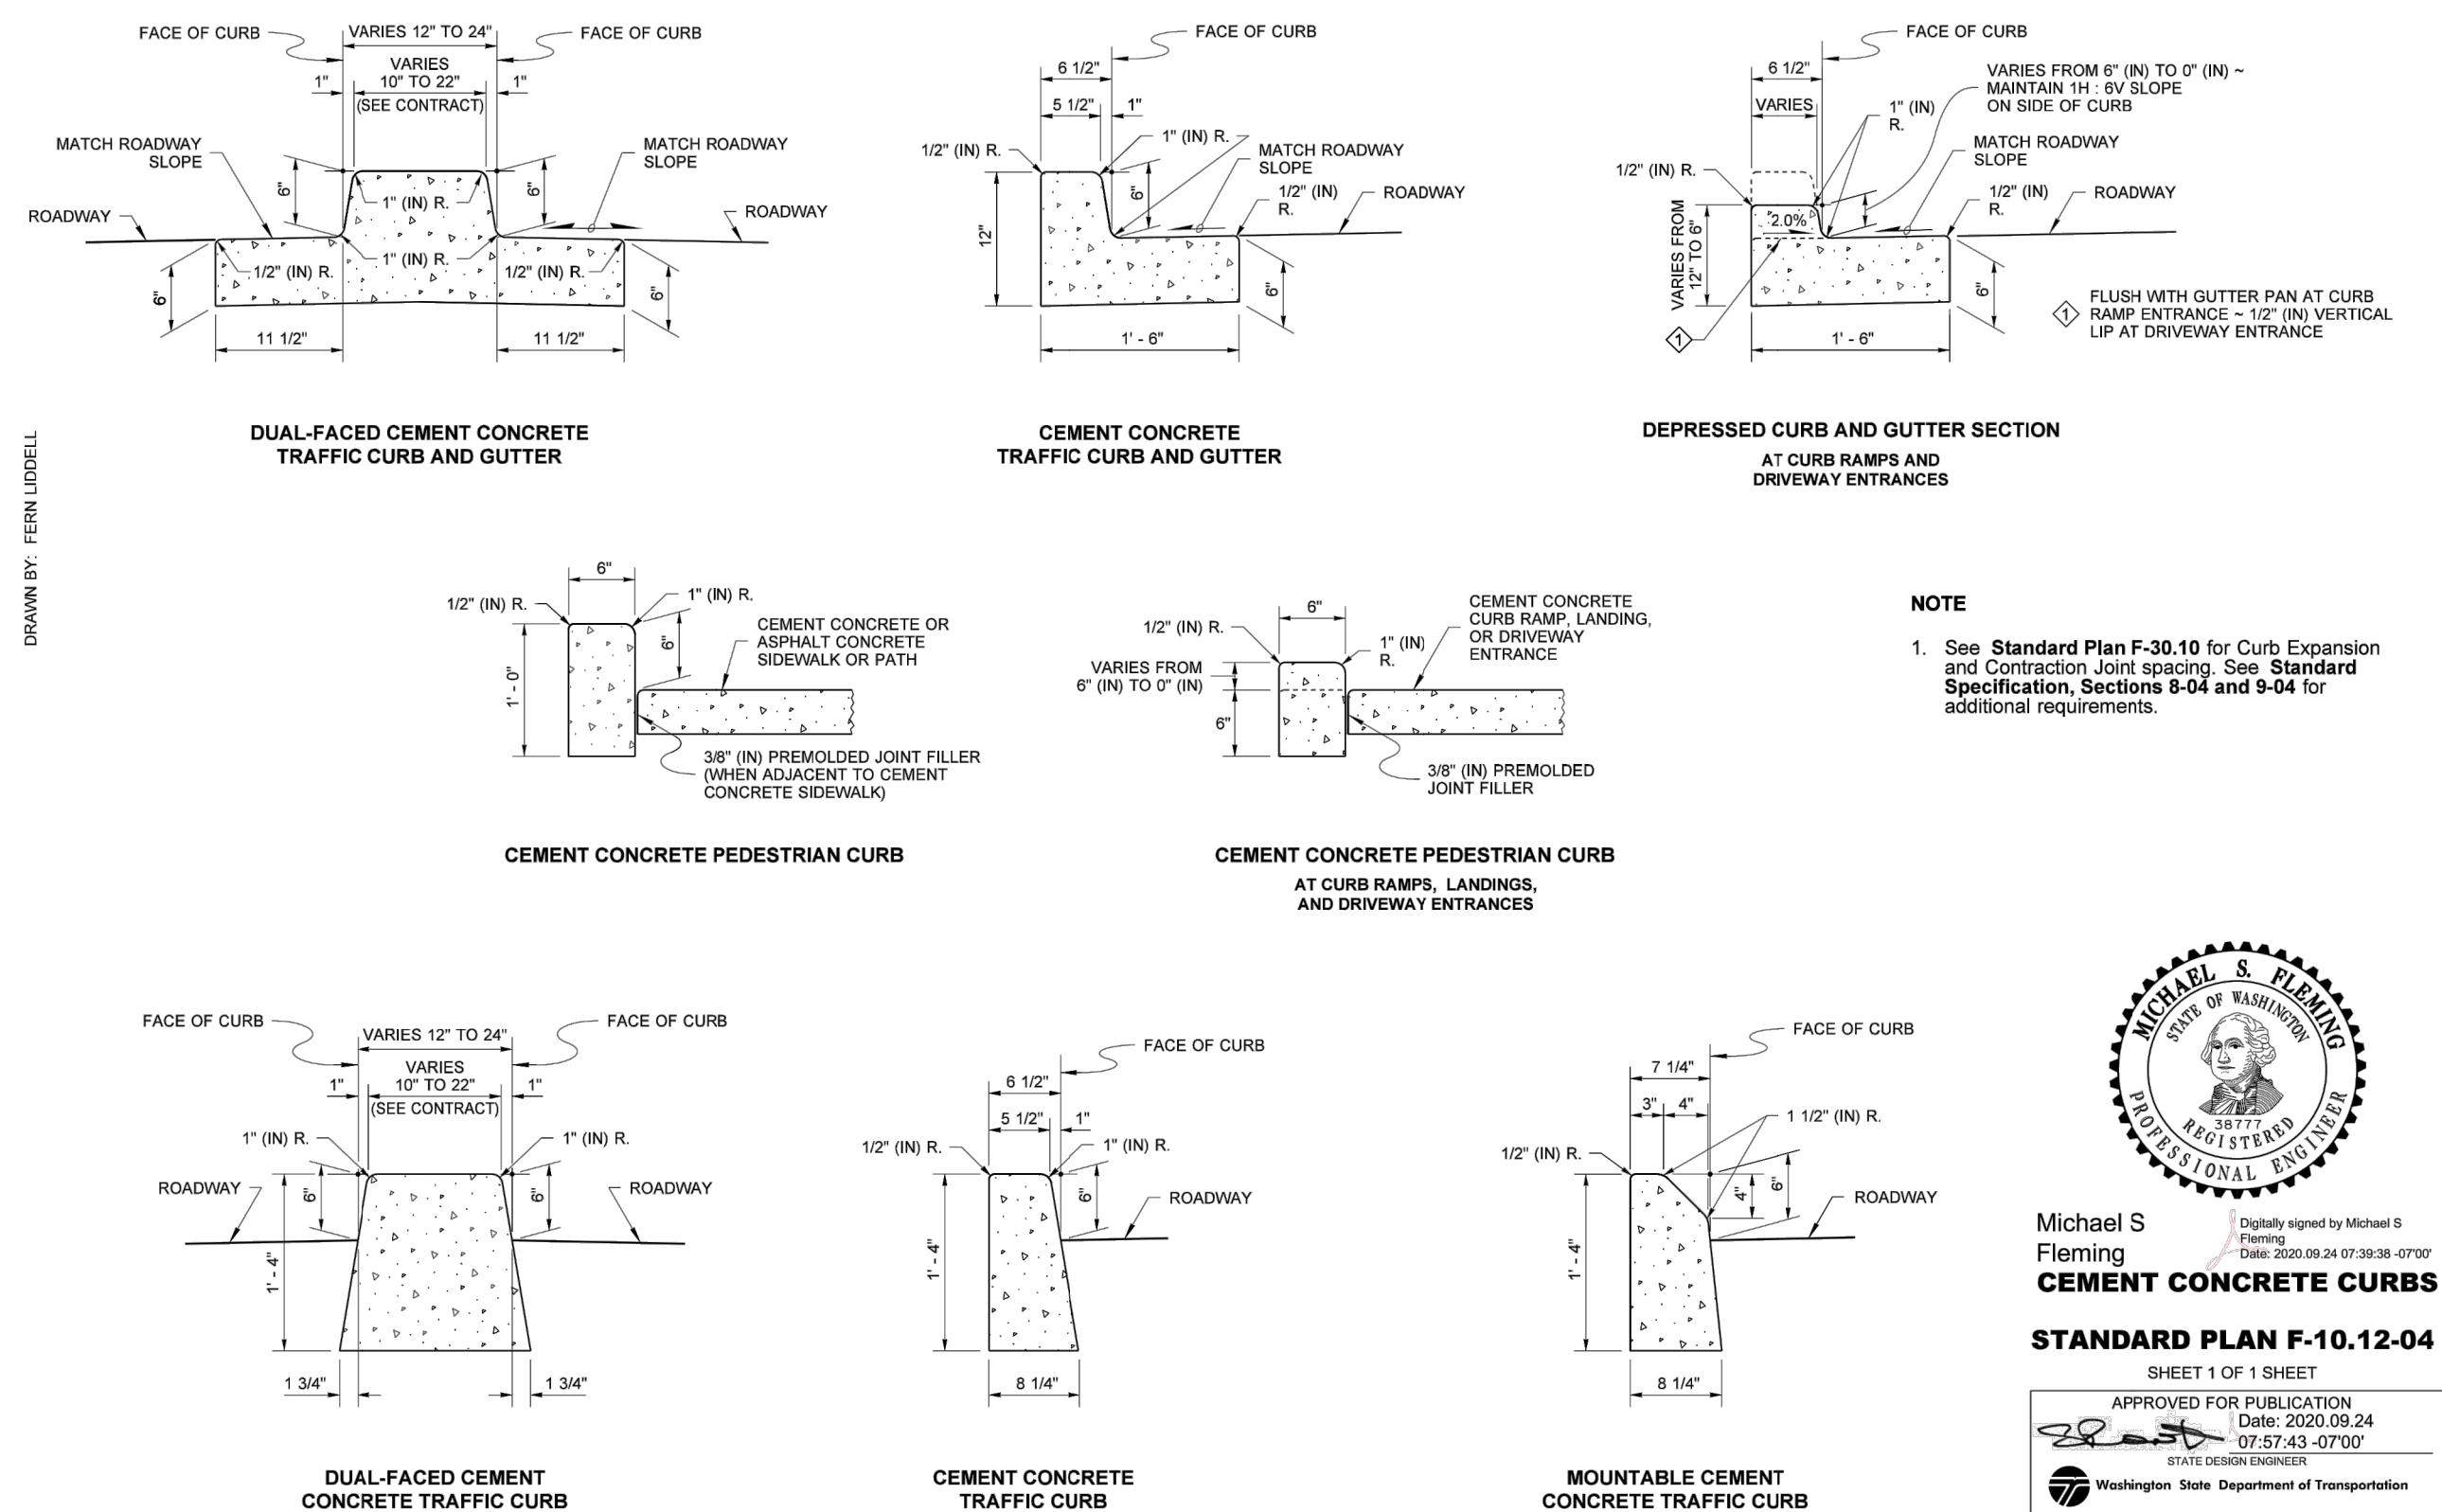 FACE OF CURB
VARIES 12" TO 24"
FACE OF CURB
VARIES
1"
10" TO 22"
1"
(SEE CONTRACT)
MATCH ROADWAY
SLOPE
MATCH ROADWAY
SLOPE
6"
6"
1" (IN) R.
ROADWAY
ROADWAY
1" (IN) R.
1/2" (IN) R.
1/2" (IN) R.
6"
6"
11 1/2"
11 1/2"
DUAL-FACED CEMENT CONCRETE
TRAFFIC CURB AND GUTTER
FACE OF CURB
6 1/2"
5 1/2"
1"
1" (IN) R.
1/2" (IN) R.
MATCH ROADWAY
SLOPE
6"
1/2" (IN)
R.
ROADWAY
12"
6"
1' - 6"
CEMENT CONCRETE
TRAFFIC CURB AND GUTTER
FACE OF CURB
6 1/2"
VARIES FROM 6" (IN) TO 0" (IN) ~
MAINTAIN 1H : 6V SLOPE
ON SIDE OF CURB
VARIES
1" (IN)
R.
MATCH ROADWAY
SLOPE
1/2" (IN) R.
1/2" (IN)
R.
ROADWAY
2.0%
VARIES FROM
12" TO 6"
6"
1
1' - 6"
1
FLUSH WITH GUTTER PAN AT CURB
RAMP ENTRANCE ~ 1/2" (IN) VERTICAL
LIP AT DRIVEWAY ENTRANCE
DEPRESSED CURB AND GUTTER SECTION
AT CURB RAMPS AND
DRIVEWAY ENTRANCES
DRAWN BY: FERN LIDDELL
6"
1/2" (IN) R.
1" (IN) R.
CEMENT CONCRETE OR
ASPHALT CONCRETE
SIDEWALK OR PATH
6"
1' - 0"
3/8" (IN) PREMOLDED JOINT FILLER
(WHEN ADJACENT TO CEMENT
CONCRETE SIDEWALK)
CEMENT CONCRETE PEDESTRIAN CURB
6"
1/2" (IN) R.
CEMENT CONCRETE
CURB RAMP, LANDING,
OR DRIVEWAY
ENTRANCE
1" (IN)
R.
VARIES FROM
6" (IN) TO 0" (IN)
6"
3/8" (IN) PREMOLDED
JOINT FILLER
CEMENT CONCRETE PEDESTRIAN CURB
AT CURB RAMPS, LANDINGS,
AND DRIVEWAY ENTRANCES
NOTE
1. See Standard Plan F-30.10 for Curb Expansion
and Contraction Joint spacing. See Standard
Specification, Sections 8-04 and 9-04 for
additional requirements.
FACE OF CURB
VARIES 12" TO 24"
FACE OF CURB
VARIES
1"
10" TO 22"
1"
(SEE CONTRACT)
1" (IN) R.
1" (IN) R.
ROADWAY
6"
6"
ROADWAY
1' - 4"
1 3/4"
1 3/4"
DUAL-FACED CEMENT
CONCRETE TRAFFIC CURB
FACE OF CURB
6 1/2"
5 1/2"
1"
1/2" (IN) R.
1" (IN) R.
6"
ROADWAY
1' - 4"
8 1/4"
CEMENT CONCRETE
TRAFFIC CURB
FACE OF CURB
7 1/4"
3"
4"
1 1/2" (IN) R.
1/2" (IN) R.
4"
6"
ROADWAY
1' - 4"
8 1/4"
MOUNTABLE CEMENT
CONCRETE TRAFFIC CURB
MICHAEL S. FLEMING
STATE OF WASHINGTON
38777
REGISTERED
PROFESSIONAL ENGINEER
Michael S
Fleming
Digitally signed by Michael S
Fleming
Date: 2020.09.24 07:39:38 -07'00'
CEMENT CONCRETE CURBS
STANDARD PLAN F-10.12-04
SHEET 1 OF 1 SHEET
APPROVED FOR PUBLICATION
Date: 2020.09.24
07:57:43 -07'00'
STATE DESIGN ENGINEER
Washington State Department of Transportation